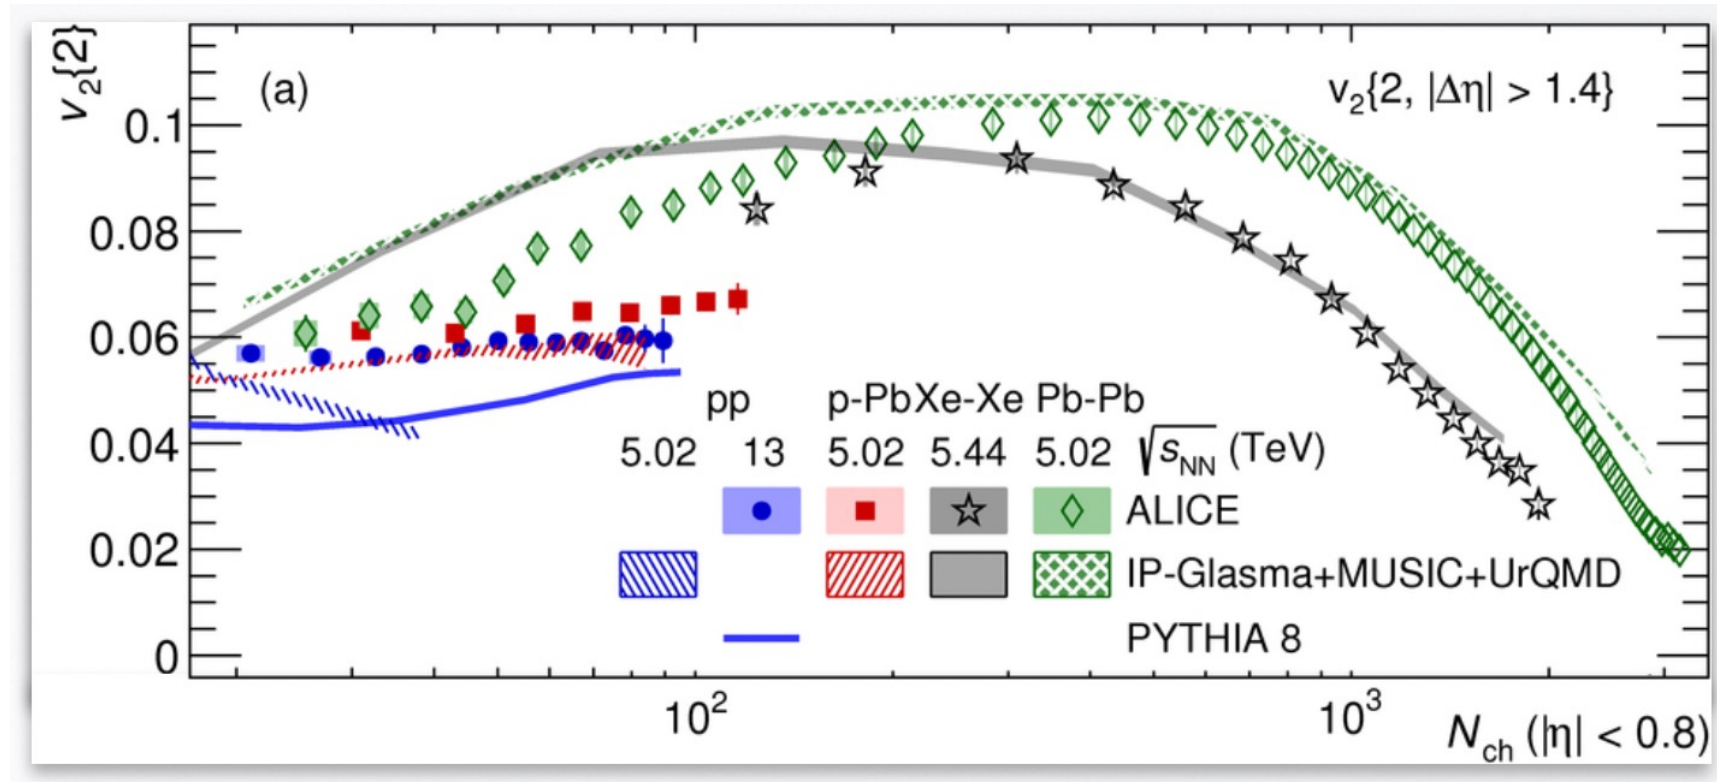 v₂{2}
(a)
v₂{2, |Δη| > 1.4}
0.1
0.08
0.06
0.04
0.02
0
pp p-Pb Xe-Xe Pb-Pb
5.02 13 5.02 5.44 5.02 √s_NN (TeV)
ALICE
IP-Glasma+MUSIC+UrQMD
PYTHIA 8
10²
10³
N_ch (|η| < 0.8)